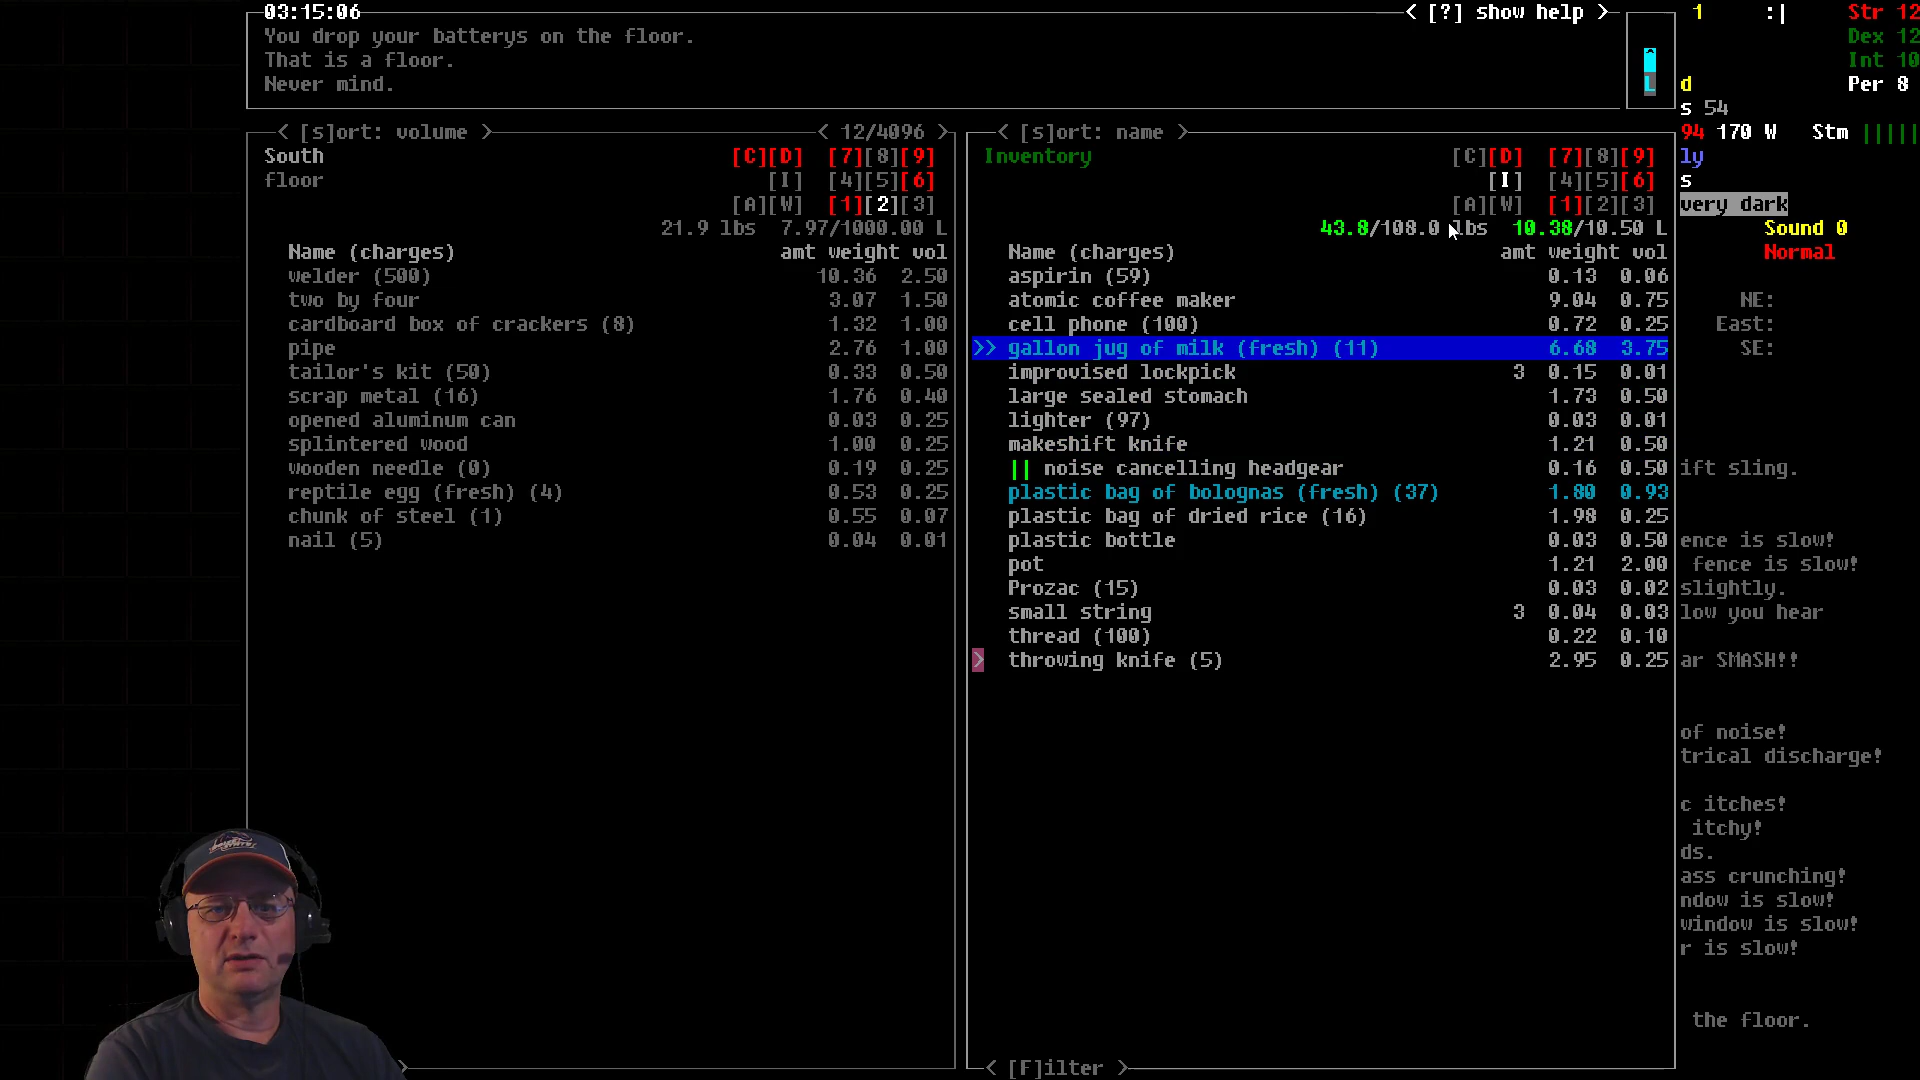 03:15:06 < [?] show help >
You drop your batterys on the floor.
That is a floor.
Never mind.
^
L
1 :| Str 12
Dex 12
Int 10
d Per 8
s 54
94 170 W Stm |||||
ly
s
very dark
Sound 0
Normal
NE:
East:
SE:
< [s]ort: volume > < 12/4096 >
South [C][D] [7][8][9]
floor [I] [4][5][6]
[A][W] [1][2][3]
21.9 lbs 7.97/1000.00 L
Name (charges) amt weight vol
welder (500) 10.36 2.50
two by four 3.07 1.50
cardboard box of crackers (8) 1.32 1.00
pipe 2.76 1.00
tailor's kit (50) 0.33 0.50
scrap metal (16) 1.76 0.40
opened aluminum can 0.03 0.25
splintered wood 1.00 0.25
wooden needle (0) 0.19 0.25
reptile egg (fresh) (4) 0.53 0.25
chunk of steel (1) 0.55 0.07
nail (5) 0.04 0.01
< [s]ort: name >
Inventory [C][D] [7][8][9]
[I] [4][5][6]
[A][W] [1][2][3]
43.8/108.0 lbs 10.38/10.50 L
Name (charges) amt weight vol
aspirin (59) 0.13 0.06
atomic coffee maker 9.04 0.75
cell phone (100) 0.72 0.25
>> gallon jug of milk (fresh) (11) 6.68 3.75
improvised lockpick 3 0.15 0.01
large sealed stomach 1.73 0.50
lighter (97) 0.03 0.01
makeshift knife 1.21 0.50
|| noise cancelling headgear 0.16 0.50
plastic bag of bolognas (fresh) (37) 1.80 0.93
plastic bag of dried rice (16) 1.98 0.25
plastic bottle 0.03 0.50
pot 1.21 2.00
Prozac (15) 0.03 0.02
small string 3 0.04 0.03
thread (100) 0.22 0.10
> throwing knife (5) 2.95 0.25
< [F]ilter >
ift sling.
ence is slow!
fence is slow!
slightly.
low you hear
ar SMASH!!
of noise!
trical discharge!
c itches!
itchy!
ds.
ass crunching!
ndow is slow!
window is slow!
r is slow!
the floor.